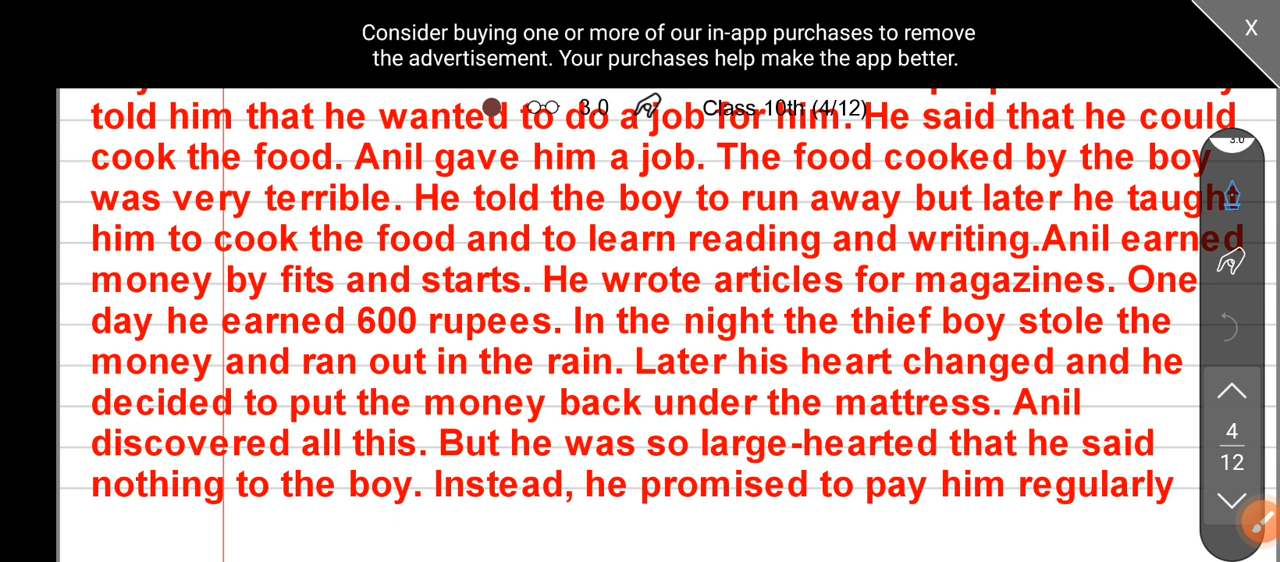 Consider buying one or more of our in-app purchases to remove
the advertisement. Your purchases help make the app better.
X
3.0
Class 10th (4/12)
told him that he wanted to do a job for him. He said that he could
3.0
cook the food. Anil gave him a job. The food cooked by the boy
was very terrible. He told the boy to run away but later he taught
him to cook the food and to learn reading and writing.Anil earned
money by fits and starts. He wrote articles for magazines. One
day he earned 600 rupees. In the night the thief boy stole the
money and ran out in the rain. Later his heart changed and he
decided to put the money back under the mattress. Anil
discovered all this. But he was so large-hearted that he said
nothing to the boy. Instead, he promised to pay him regularly
4
12